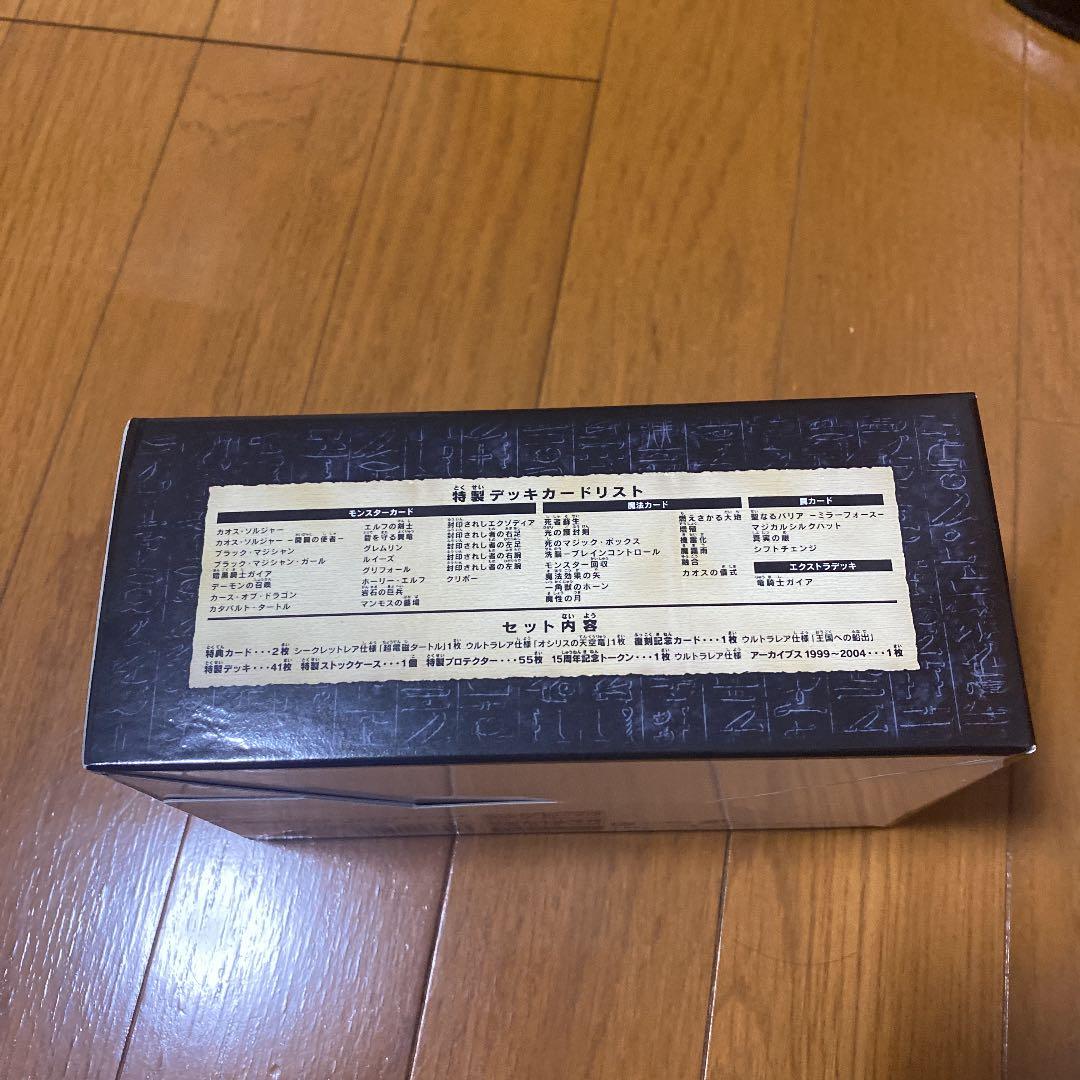 特製デッキカードリスト
モンスターカード
カオス・ソルジャー
カオス・ソルジャー －開闢の使者－
ブラック・マジシャン
ブラック・マジシャン・ガール
暗黒騎士ガイア
デーモンの召喚
カース・オブ・ドラゴン
カタパルト・タートル
エルフの剣士
砦を守る翼竜
グレムリン
ルイーズ
グリフォール
ホーリー・エルフ
岩石の巨兵
マンモスの墓場
封印されしエクゾディア
封印されし者の右足
封印されし者の左足
封印されし者の右腕
封印されし者の左腕
クリボー
魔法カード
死者蘇生
光の護封剣
死のマジック・ボックス
洗脳－ブレインコントロール
モンスター回収
魔法効果の矢
一角獣のホーン
魔性の月
燃えさかる大地
増殖
機雷化
魔霧雨
融合
カオスの儀式
罠カード
聖なるバリア －ミラーフォース－
マジカルシルクハット
真実の眼
シフトチェンジ
エクストラデッキ
竜騎士ガイア
セット内容
特典カード・・・2枚 シークレットレア仕様「超電磁タートル」1枚 ウルトラレア仕様「オシリスの天空竜」1枚 復刻記念カード・・・1枚 ウルトラレア仕様「王国への船出」
特製デッキ・・・41枚 特製ストックケース・・・1個 特製プロテクター・・・55枚 15周年記念トークン・・・1枚 ウルトラレア仕様 アーカイブス 1999～2004・・・1枚